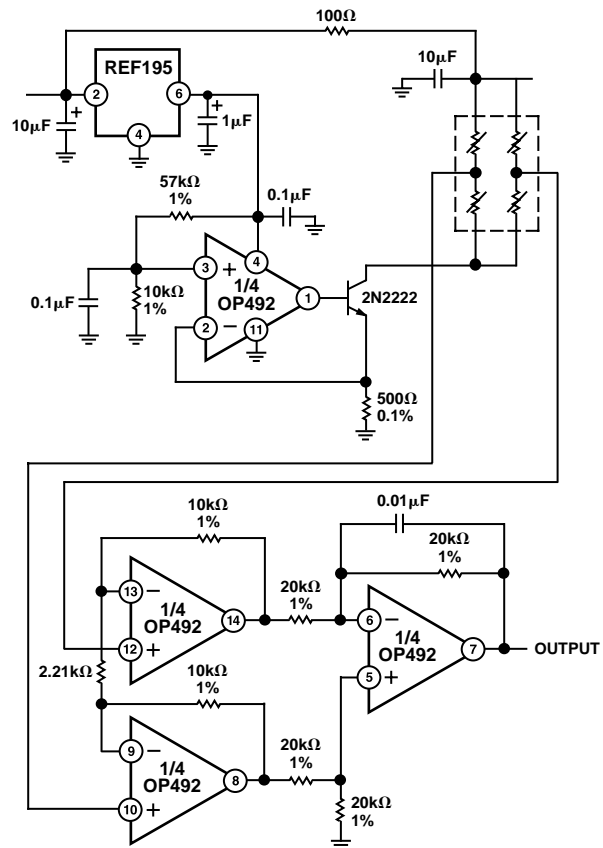 100Ω
REF195
2
6
4
10µF
+
+
1µF
10µF
57kΩ
1%
0.1µF
0.1µF
10kΩ
1%
3
+
4
1/4
OP492
1
2
−
11
2N2222
500Ω
0.1%
10kΩ
1%
13
−
1/4
OP492
14
12
+
2.21kΩ
10kΩ
1%
9
−
1/4
OP492
8
10
+
20kΩ
1%
20kΩ
1%
20kΩ
1%
0.01µF
20kΩ
1%
6
−
1/4
OP492
7
5
+
OUTPUT